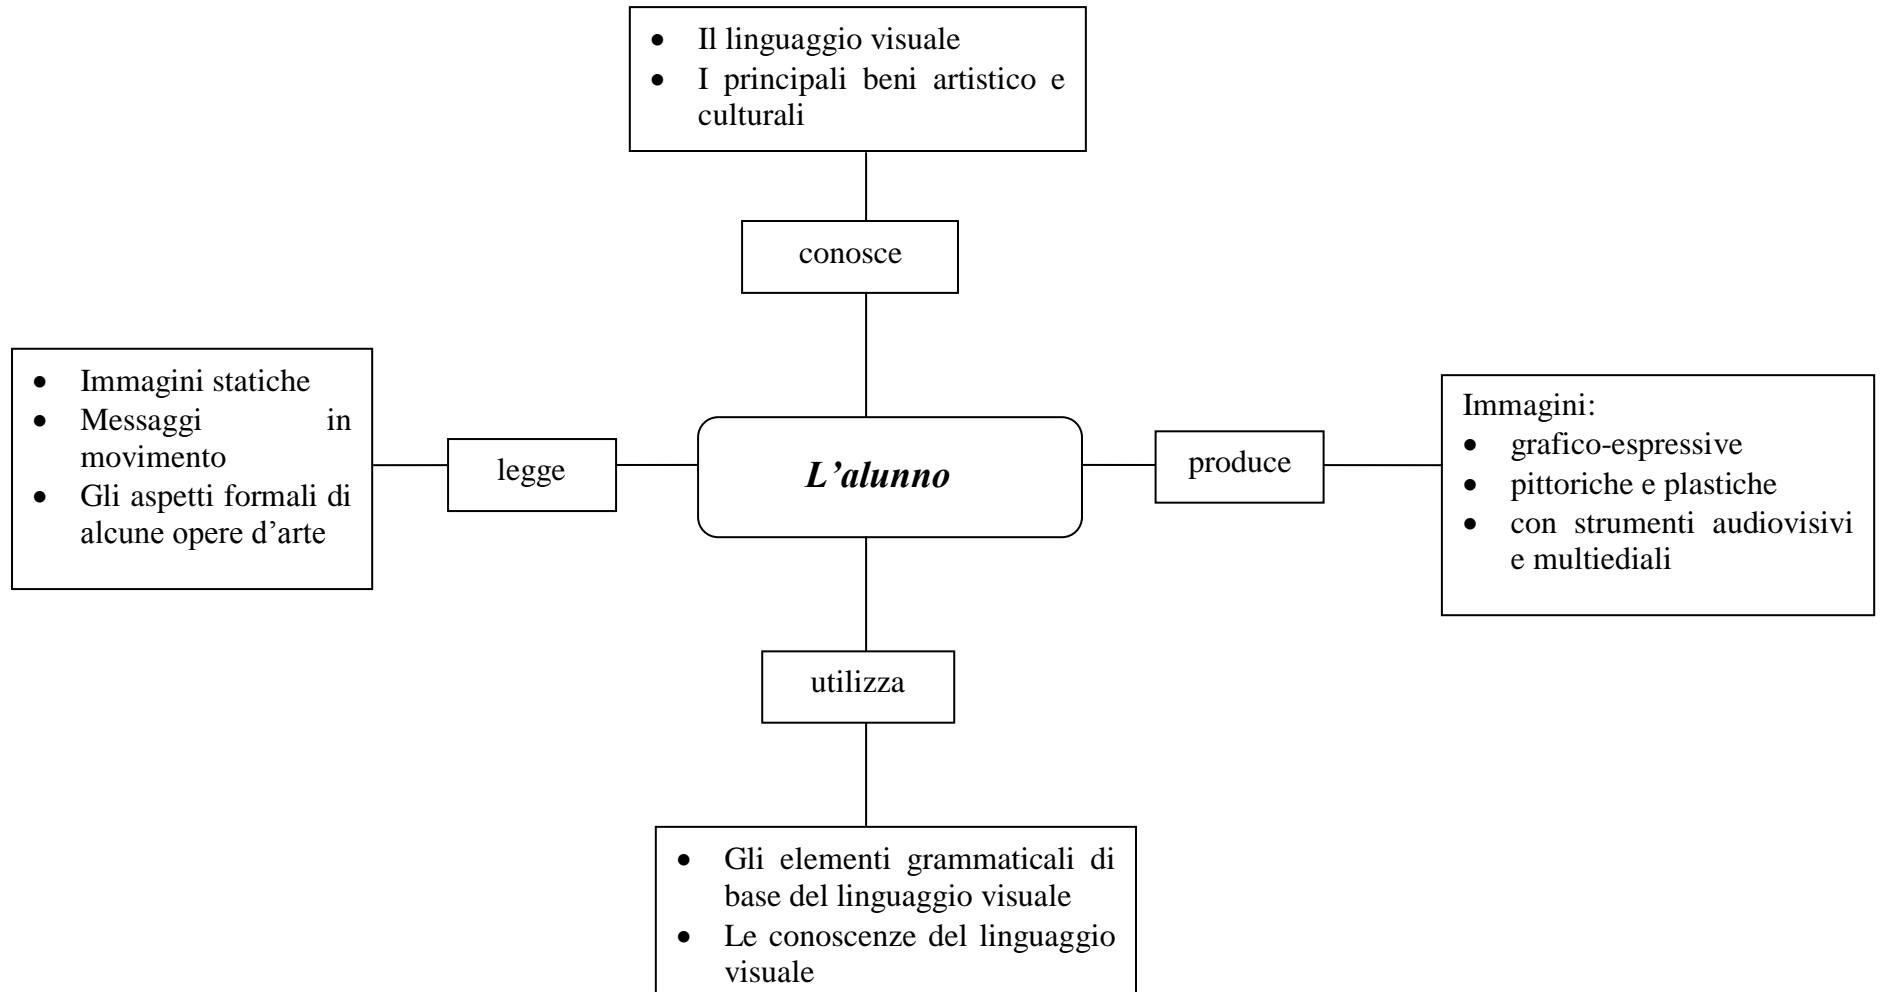 • Il linguaggio visuale
• I principali beni artistico e
culturali
conosce
• Immagini statiche
• Messaggi in
movimento
• Gli aspetti formali di
alcune opere d’arte
legge
L’alunno
produce
Immagini:
• grafico-espressive
• pittoriche e plastiche
• con strumenti audiovisivi
e multiediali
utilizza
• Gli elementi grammaticali di
base del linguaggio visuale
• Le conoscenze del linguaggio
visuale